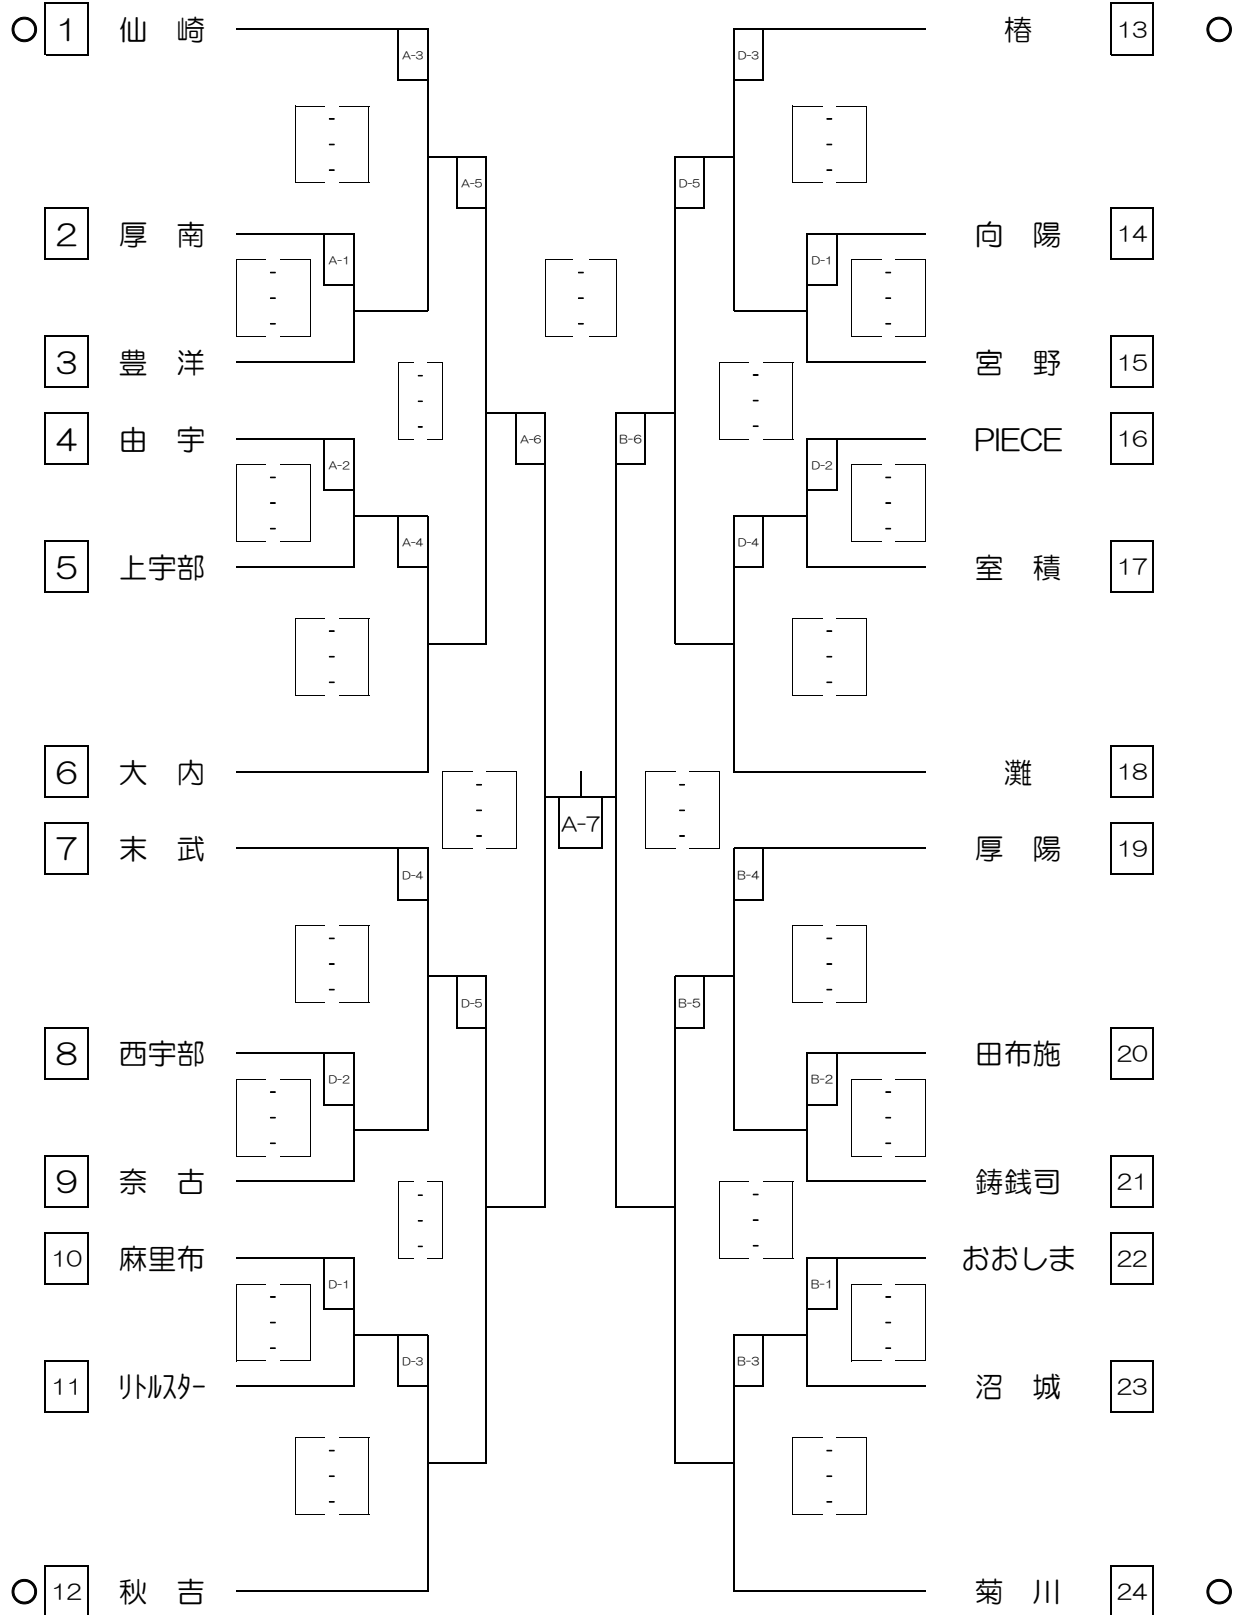 ○ 1 仙 崎 椿 13 ○
A-3 D-3
- -
- -
- -
A-5 D-5
2 厚 南 向 陽 14
A-1 D-1
- - -
- - -
- - -
3 豊 洋 宮 野 15
- -
- -
- -
4 由 宇 A-6 B-6 PIECE 16
A-2 D-2
- -
- -
- -
A-4 D-4
5 上宇部 室 積 17
- -
- -
- -
6 大 内 灘 18
- -
- -
- -
A-7
7 末 武 厚 陽 19
D-4 B-4
- -
- -
- -
D-5 B-5
8 西宇部 田布施 20
D-2 B-2
- -
- -
- -
9 奈 古 鋳銭司 21
- -
- -
- -
10 麻里布 おおしま 22
D-1 B-1
- -
- -
- -
D-3 B-3
11 ﾘﾄﾙｽﾀｰ 沼 城 23
- -
- -
- -
○ 12 秋 吉 菊 川 24 ○